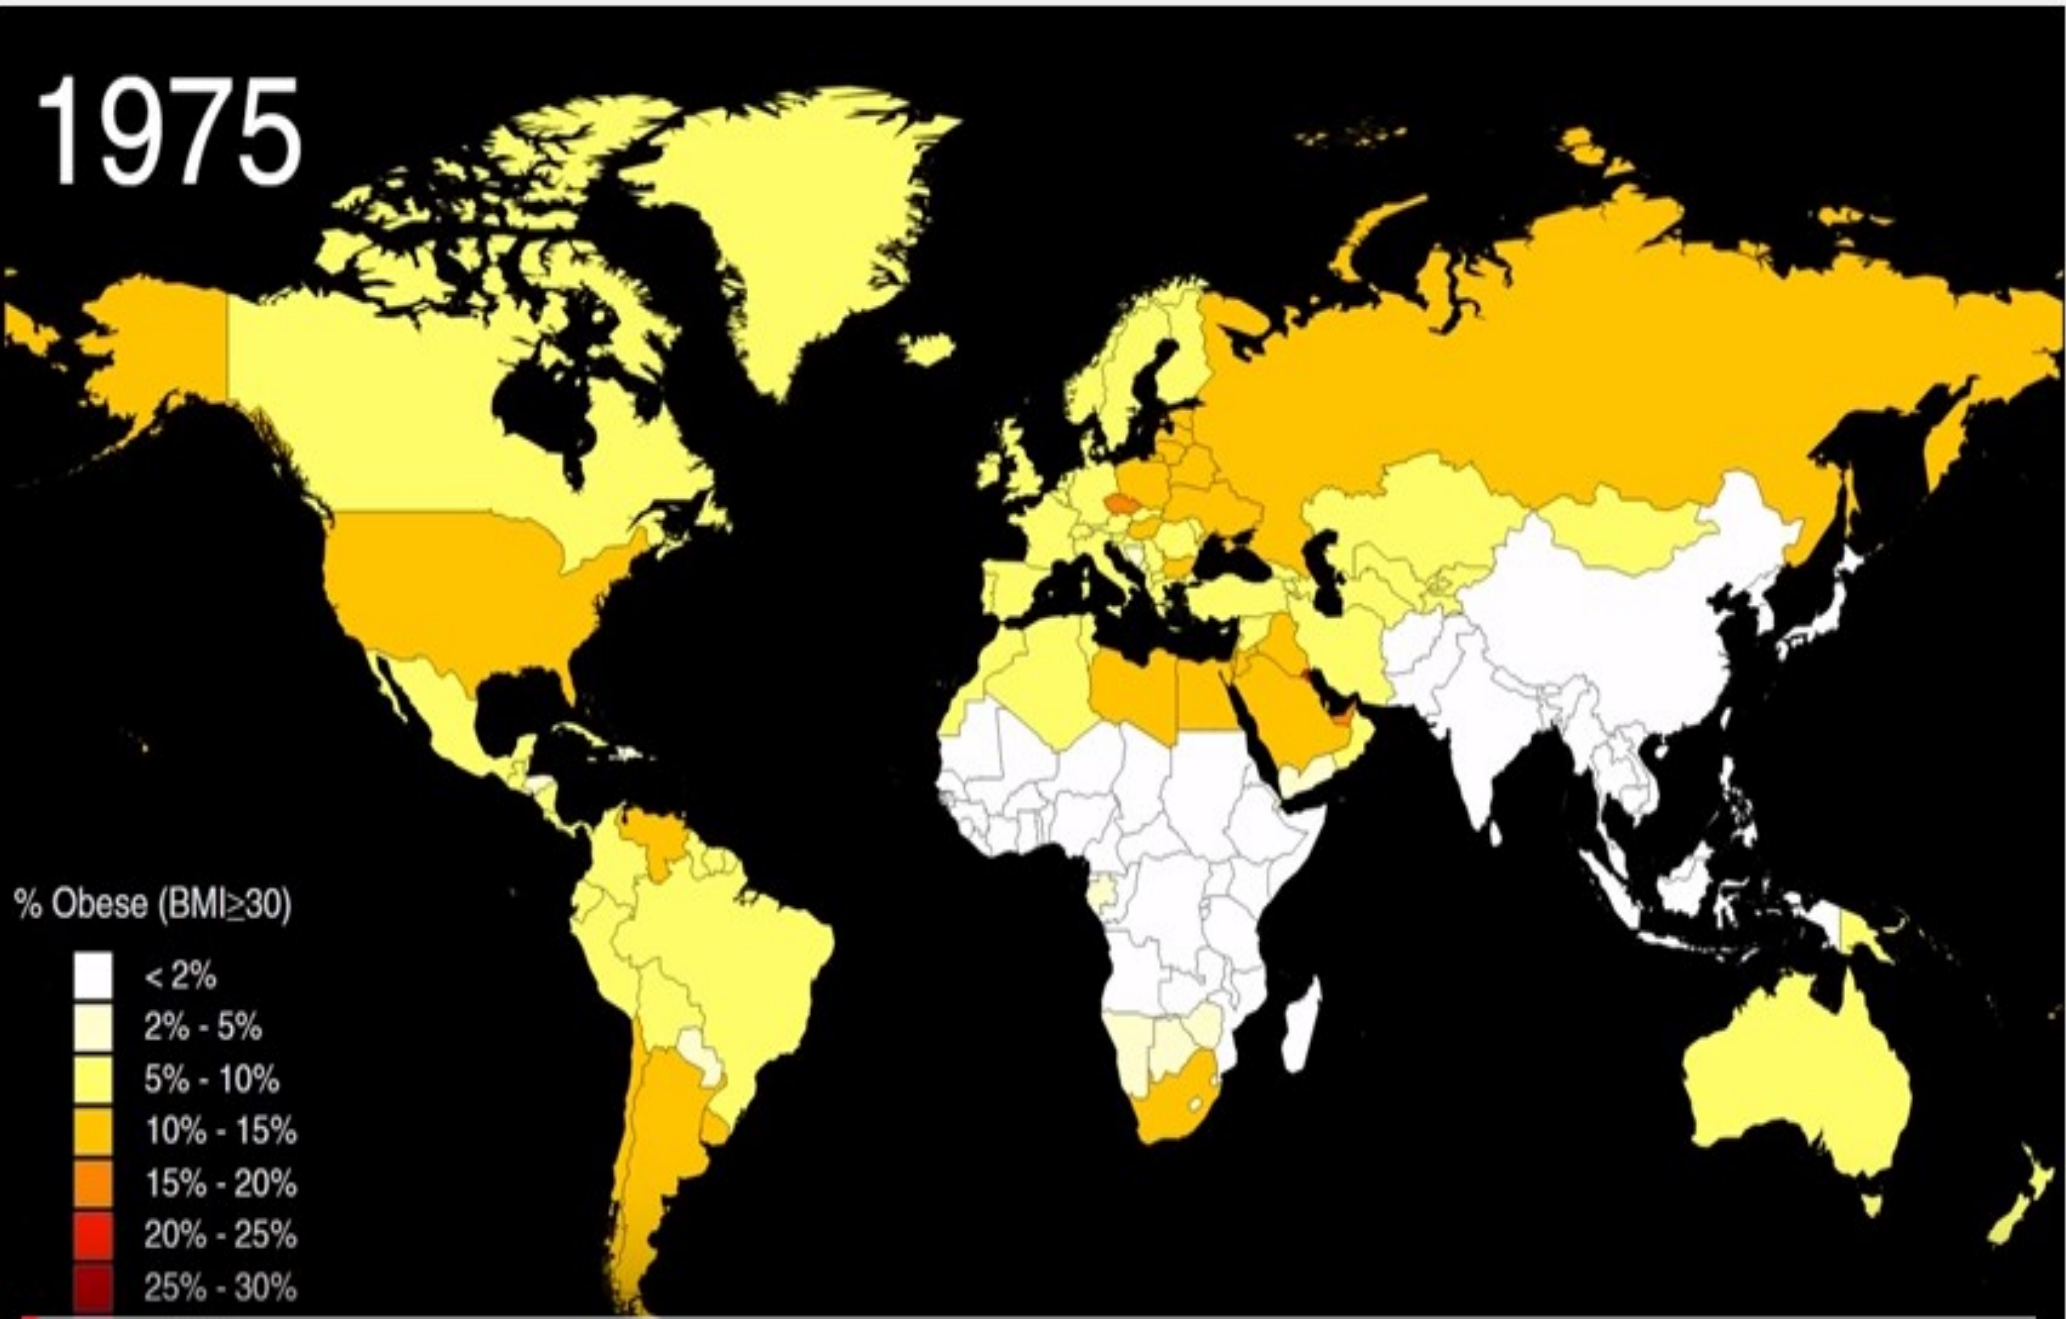 1975
% Obese (BMI≥30)
< 2%
2% - 5%
5% - 10%
10% - 15%
15% - 20%
20% - 25%
25% - 30%